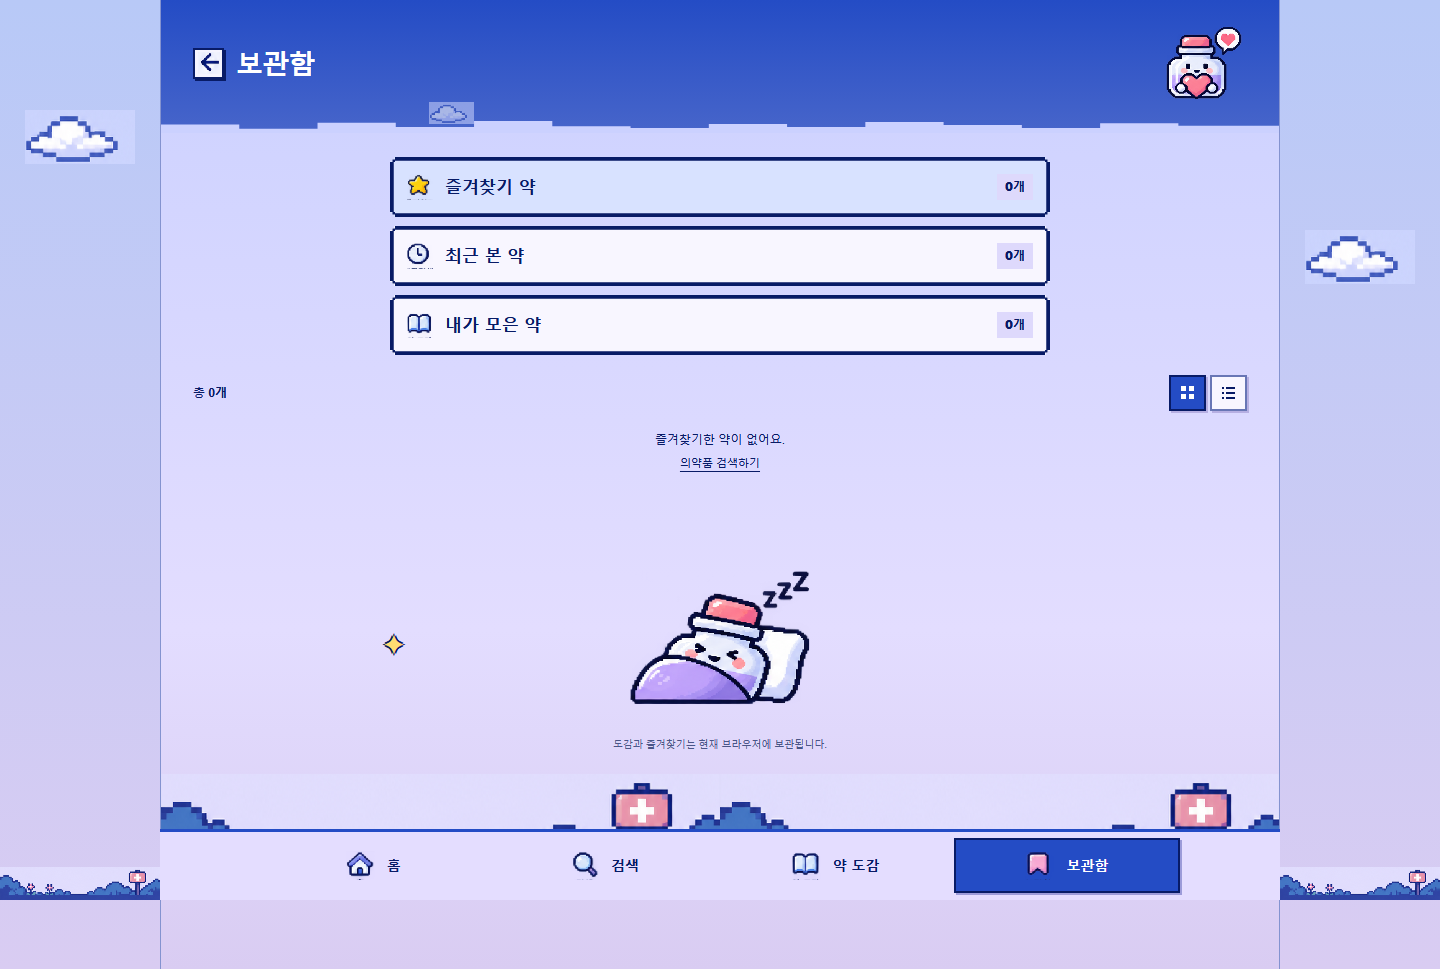 보관함
즐겨찾기 약
0개
최근 본 약
0개
내가 모은 약
0개
총 0개
즐겨찾기한 약이 없어요.
의약품 검색하기
z z Z
도감과 즐겨찾기는 현재 브라우저에 보관됩니다.
홈
검색
약 도감
보관함